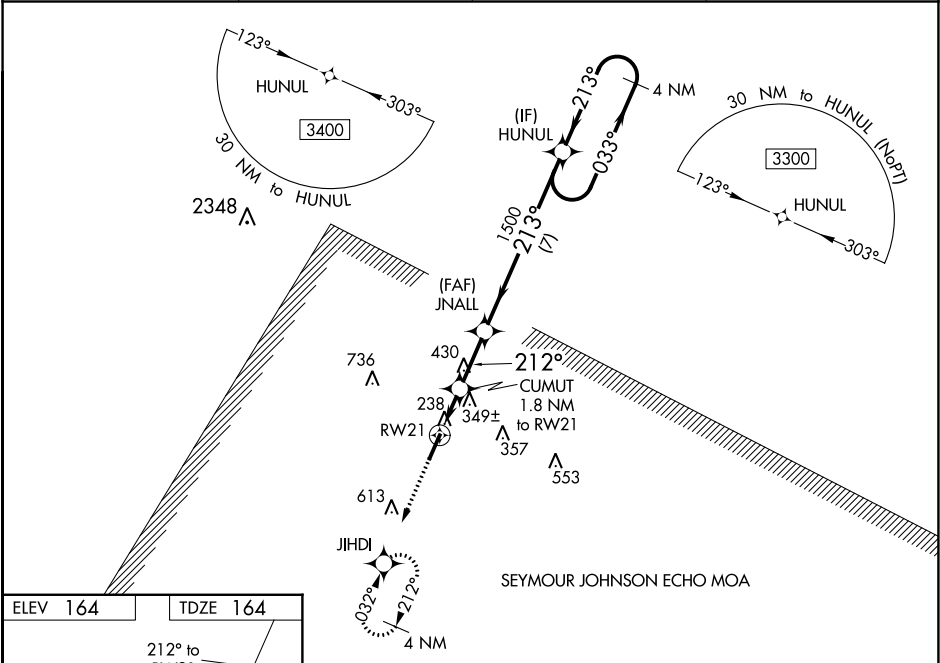 123°
HUNUL
303°
3400
30 NM to HUNUL
2348
(IF)
HUNUL
213°
033°
4 NM
30 NM to HUNUL (NoPT)
3300
123°
HUNUL
303°
1500
213°
(7)
(FAF)
JNALL
736
430
212°
CUMUT
1.8 NM
to RW21
238
349±
RW21
357
553
613
JIHDI
032°
212°
4 NM
SEYMOUR JOHNSON ECHO MOA
ELEV 164
TDZE 164
212° to